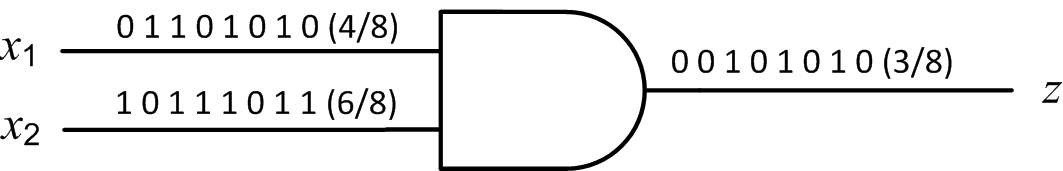 x1 0 1 1 0 1 0 1 0 (4/8)
x2 1 0 1 1 1 0 1 1 (6/8)
0 0 1 0 1 0 1 0 (3/8) z